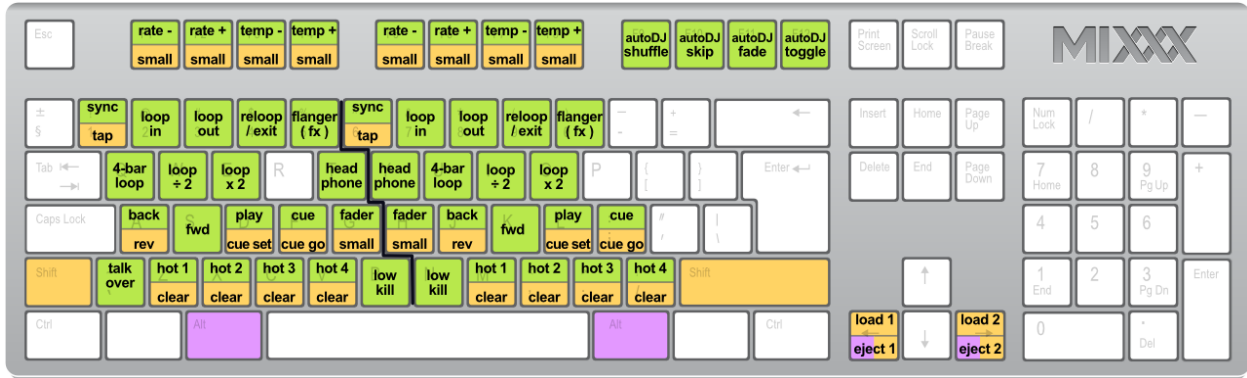 Esc rate - rate + temp - temp + rate - rate + temp - temp + autoDJ autoDJ autoDJ autoDJ Print Scroll Pause MIXXX
small small small small small small small small shuffle skip fade toggle Screen Lock Break
± sync loop loop reloop flanger sync loop loop reloop flanger — + ← Insert Home Page Num / * —
§ tap in out / exit ( fx ) tap in out / exit ( fx ) - = Up Lock
Tab 4-bar loop loop R head head 4-bar loop loop P { } Enter Delete End Page 7 8 9 +
loop ÷ 2 x 2 phone phone loop ÷ 2 x 2 [ ] Down Home Pg Up
Caps Lock back fwd play cue fader fader back fwd play cue " | 4 5 6
rev cue set cue go small small rev cue set cue go ' \
Shift talk hot 1 hot 2 hot 3 hot 4 low low hot 1 hot 2 hot 3 hot 4 Shift ↑ 1 2 3 Enter
over clear clear clear clear kill kill clear clear clear clear End Pg Dn
Ctrl Alt Alt Ctrl load 1 ↓ load 2 0 .
eject 1 eject 2 Del